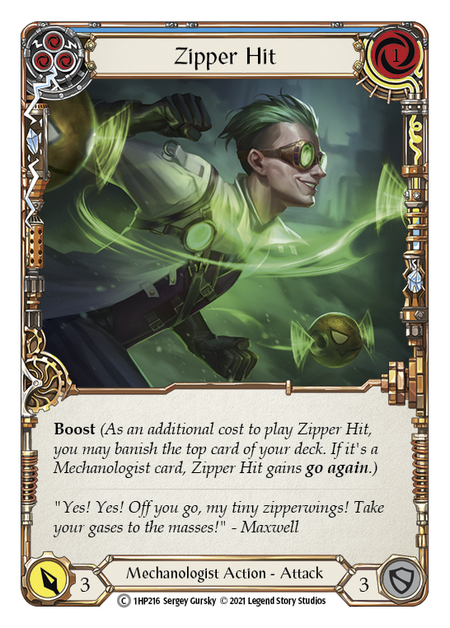 Zipper Hit
1
Boost (As an additional cost to play Zipper Hit,
you may banish the top card of your deck. If it's a
Mechanologist card, Zipper Hit gains go again.)
"Yes! Yes! Off you go, my tiny zipperwings! Take
your gases to the masses!" - Maxwell
3
Mechanologist Action - Attack
3
C 1HP216 Sergey Gursky © 2021 Legend Story Studios